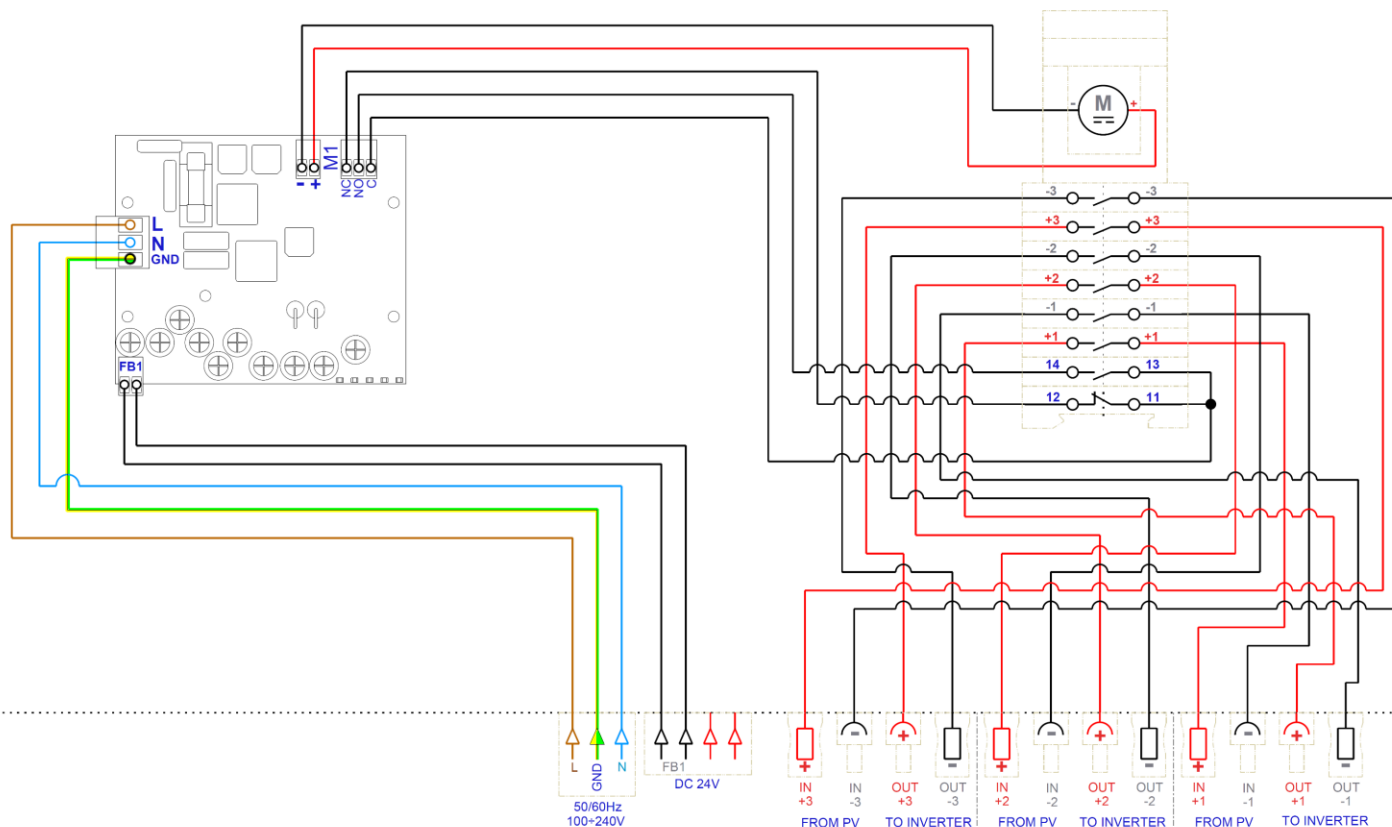 M
- +
- + M1
NC NO C
L
N
GND
-3 -3
+3 +3
-2 -2
+2 +2
-1 -1
+1 +1
14 13
12 11
FB1
L GND N
50/60Hz
100÷240V
FB1
DC 24V
+ - + - + - + - + - + -
IN IN OUT OUT IN IN OUT OUT IN IN OUT OUT
+3 -3 +3 -3 +2 -2 +2 -2 +1 -1 +1 -1
FROM PV TO INVERTER FROM PV TO INVERTER FROM PV TO INVERTER